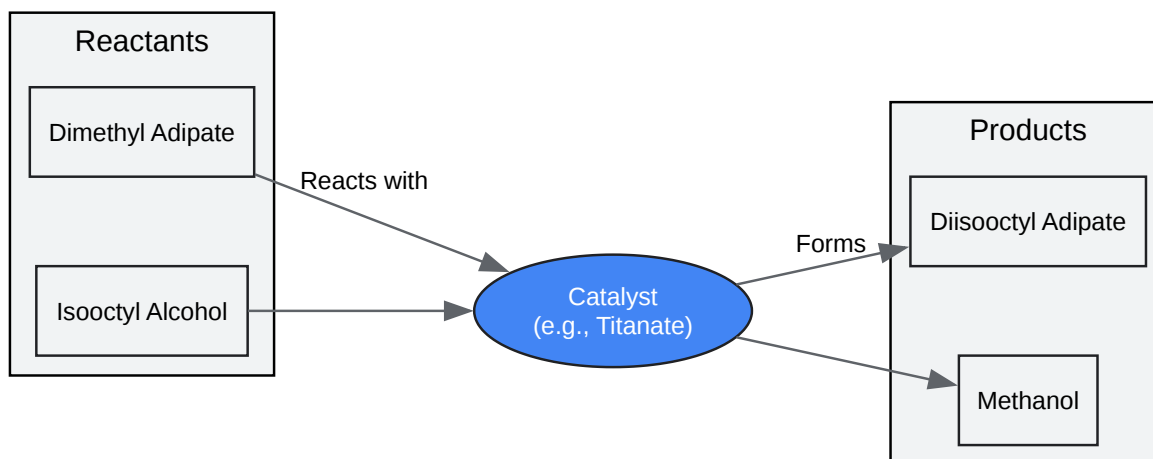 Reactants
Dimethyl Adipate
Reacts with
Isooctyl Alcohol
Catalyst
(e.g., Titanate)
Forms
Products
Diisooctyl Adipate
Methanol